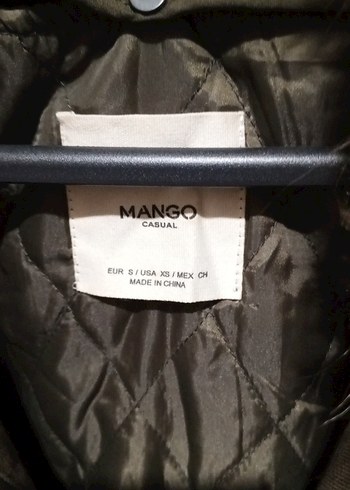 MANGO
CASUAL
EUR S / USA XS / MEX CH
MADE IN CHINA